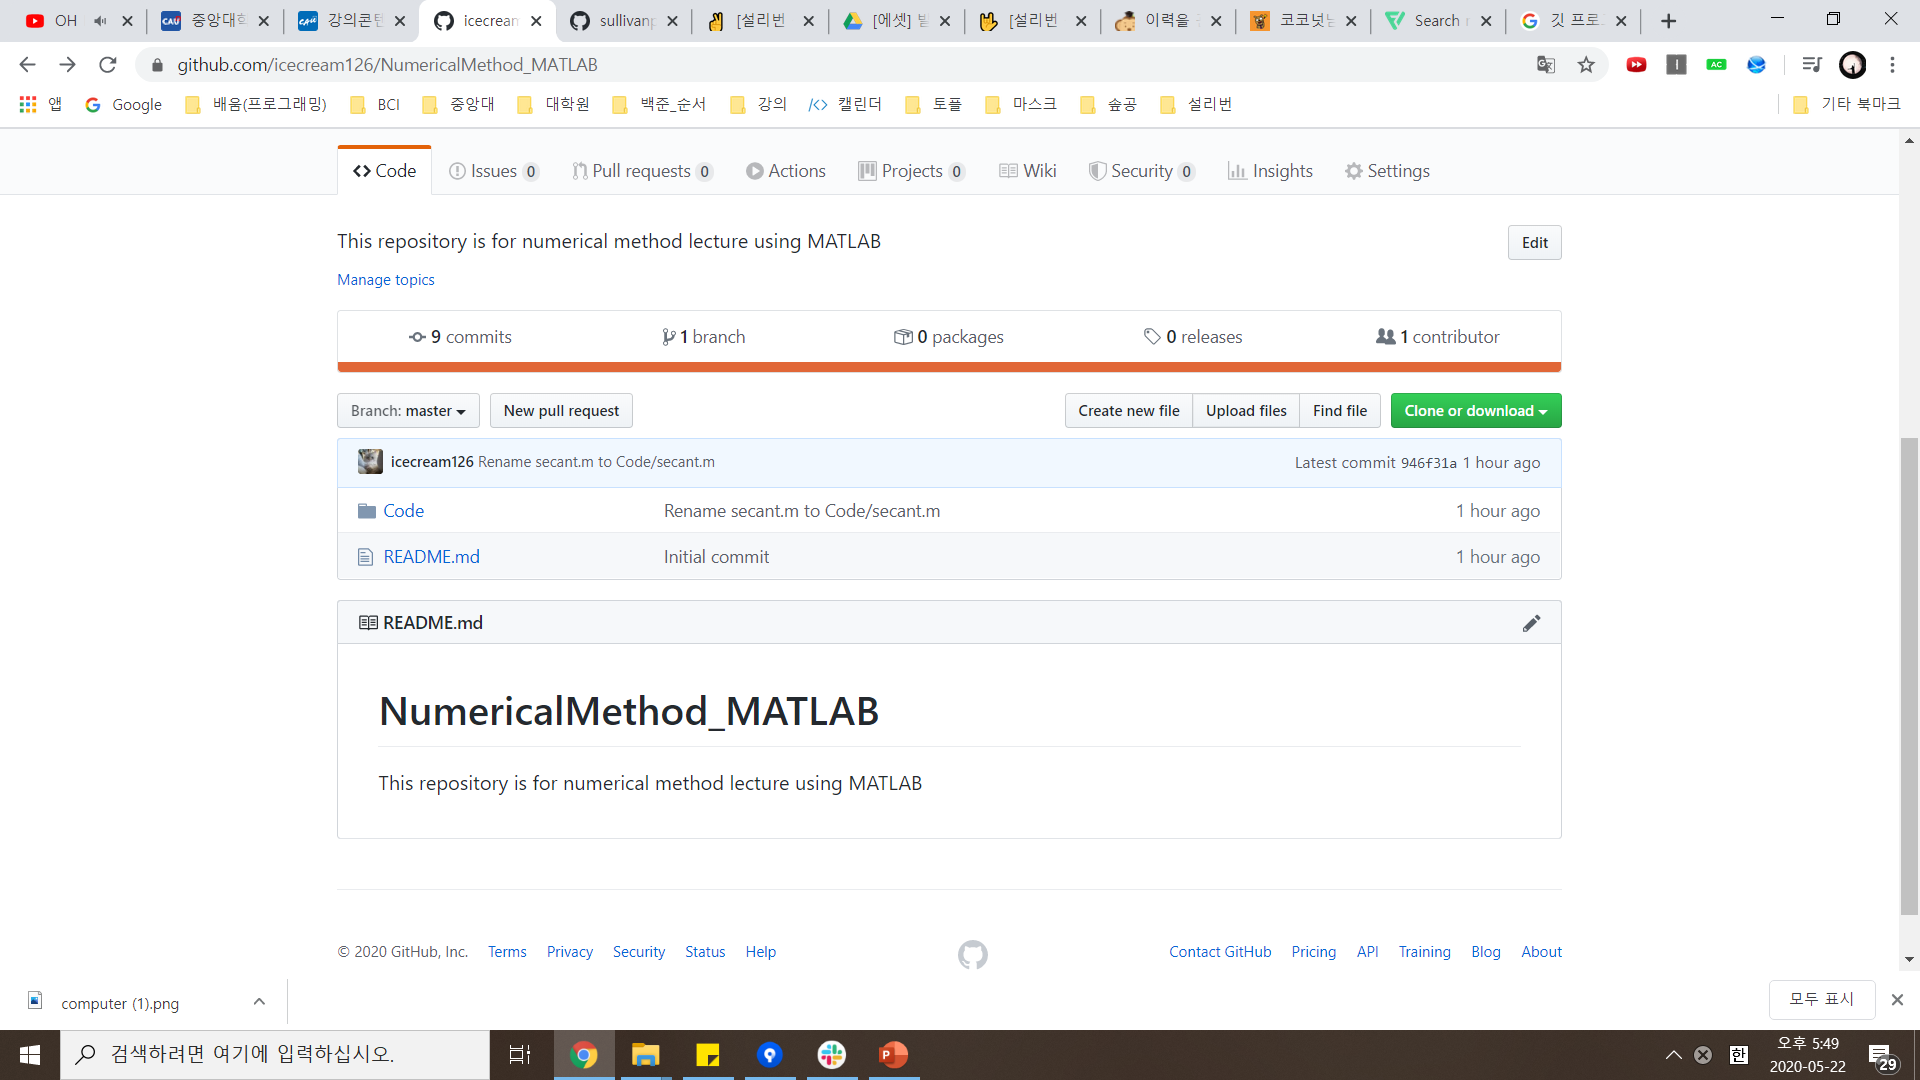 OH
중앙대학
강의콘텐
icecream
sullivanp
[설리번
[에셋] 발
[설리번
이력을
코코넛님
Search
깃 프로
github.com/icecream126/NumericalMethod_MATLAB
앱 Google 배움(프로그래밍) BCI 중앙대 대학원 백준_순서 강의 캘린더 토플 마스크 숲공 설리번 기타 북마크
Code Issues 0 Pull requests 0 Actions Projects 0 Wiki Security 0 Insights Settings
This repository is for numerical method lecture using MATLAB Edit
Manage topics
9 commits 1 branch 0 packages 0 releases 1 contributor
Branch: master New pull request Create new file Upload files Find file Clone or download
icecream126 Rename secant.m to Code/secant.m Latest commit 946f31a 1 hour ago
Code Rename secant.m to Code/secant.m 1 hour ago
README.md Initial commit 1 hour ago
README.md
NumericalMethod_MATLAB
This repository is for numerical method lecture using MATLAB
© 2020 GitHub, Inc. Terms Privacy Security Status Help Contact GitHub Pricing API Training Blog About
computer (1).png 모두 표시
검색하려면 여기에 입력하십시오.
한
오후 5:49
2020-05-22
29